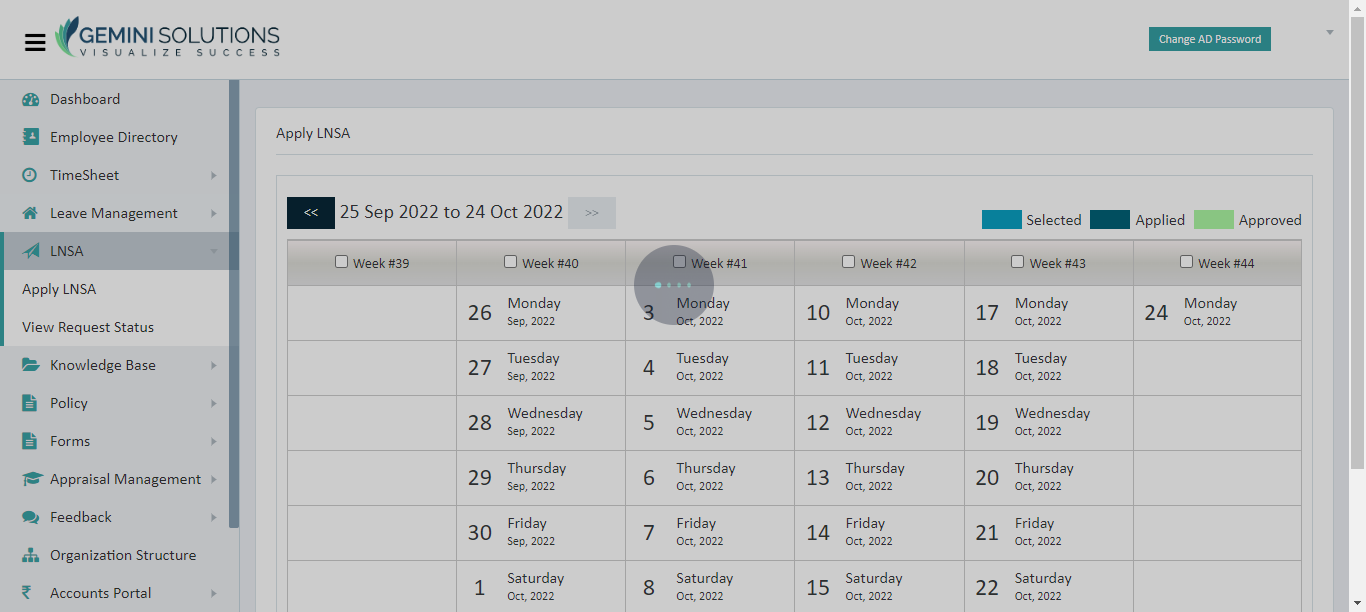 GEMINI SOLUTIONS
VISUALIZE SUCCESS
Change AD Password
Dashboard
Employee Directory
TimeSheet
Leave Management
LNSA
Apply LNSA
View Request Status
Knowledge Base
Policy
Forms
Appraisal Management
Feedback
Organization Structure
Accounts Portal
Apply LNSA
<< 25 Sep 2022 to 24 Oct 2022 >>
Selected Applied Approved
Week #39 Week #40 Week #41 Week #42 Week #43 Week #44
26 Monday 3 Monday 10 Monday 17 Monday 24 Monday
Sep, 2022 Oct, 2022 Oct, 2022 Oct, 2022 Oct, 2022
27 Tuesday 4 Tuesday 11 Tuesday 18 Tuesday
Sep, 2022 Oct, 2022 Oct, 2022 Oct, 2022
28 Wednesday 5 Wednesday 12 Wednesday 19 Wednesday
Sep, 2022 Oct, 2022 Oct, 2022 Oct, 2022
29 Thursday 6 Thursday 13 Thursday 20 Thursday
Sep, 2022 Oct, 2022 Oct, 2022 Oct, 2022
30 Friday 7 Friday 14 Friday 21 Friday
Sep, 2022 Oct, 2022 Oct, 2022 Oct, 2022
1 Saturday 8 Saturday 15 Saturday 22 Saturday
Oct, 2022 Oct, 2022 Oct, 2022 Oct, 2022